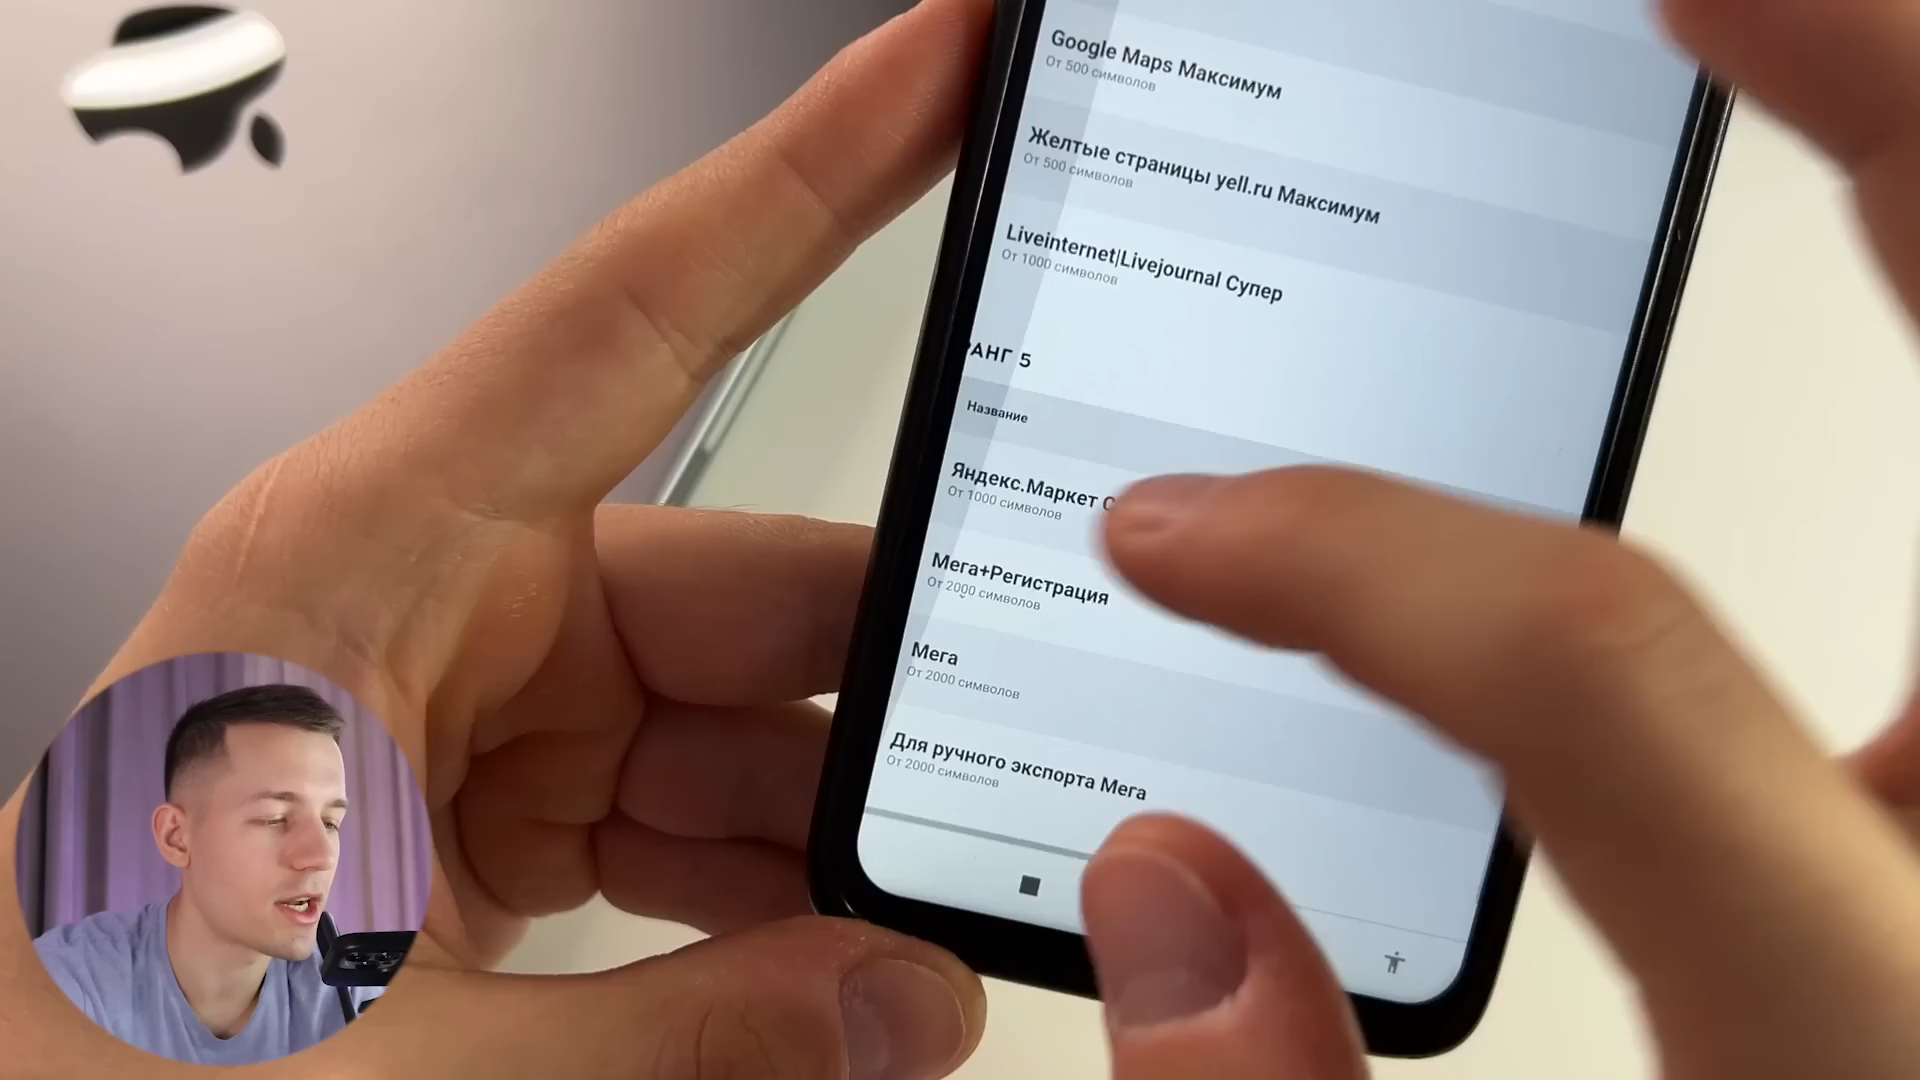 Google Maps Максимум
От 500 символов
Желтые страницы yell.ru Максимум
От 500 символов
Liveinternet|Livejournal Супер
От 1000 символов
РАНГ 5
Название
Яндекс.Маркет
От 1000 символов
Мега+Регистрация
От 2000 символов
Мега
От 2000 символов
Для ручного экспорта Мега
От 2000 символов